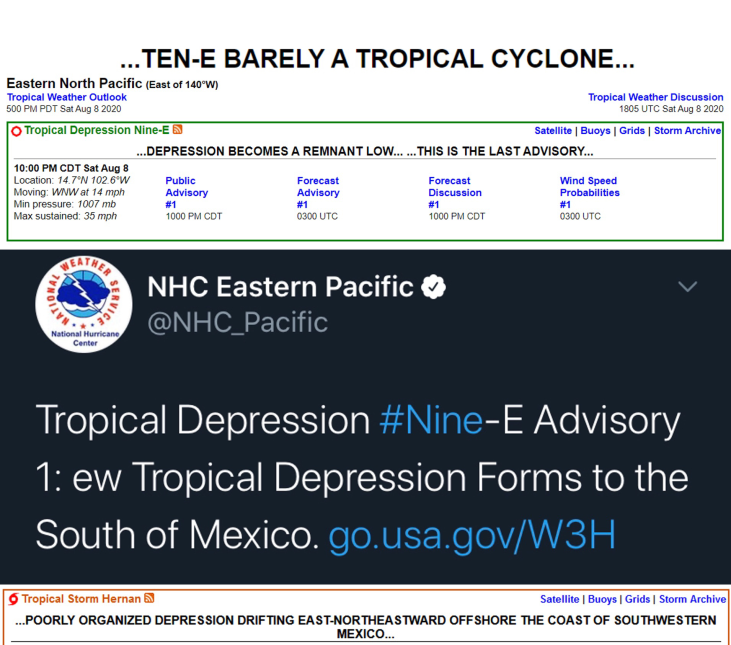 ...TEN-E BARELY A TROPICAL CYCLONE...
Eastern North Pacific (East of 140°W)
Tropical Weather Outlook
500 PM PDT Sat Aug 8 2020
Tropical Weather Discussion
1805 UTC Sat Aug 8 2020
Tropical Depression Nine-E
Satellite | Buoys | Grids | Storm Archive
...DEPRESSION BECOMES A REMNANT LOW... ...THIS IS THE LAST ADVISORY...
10:00 PM CDT Sat Aug 8
Location: 14.7°N 102.6°W
Moving: WNW at 14 mph
Min pressure: 1007 mb
Max sustained: 35 mph
Public
Advisory
#1
1000 PM CDT
Forecast
Advisory
#1
0300 UTC
Forecast
Discussion
#1
1000 PM CDT
Wind Speed
Probabilities
#1
0300 UTC
NATIONAL WEATHER SERVICE
National Hurricane
Center
NHC Eastern Pacific
@NHC_Pacific
Tropical Depression #Nine-E Advisory
1: ew Tropical Depression Forms to the
South of Mexico. go.usa.gov/W3H
Tropical Storm Hernan
Satellite | Buoys | Grids | Storm Archive
...POORLY ORGANIZED DEPRESSION DRIFTING EAST-NORTHEASTWARD OFFSHORE THE COAST OF SOUTHWESTERN
MEXICO...